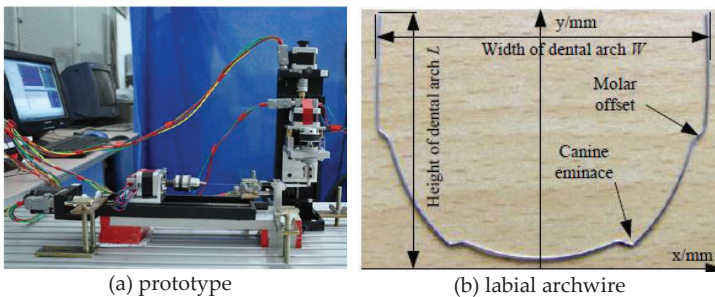 y/mm
Width of dental arch W
Height of dental arch L
Molar
offset
Canine
eminace
x/mm
(a) prototype
(b) labial archwire